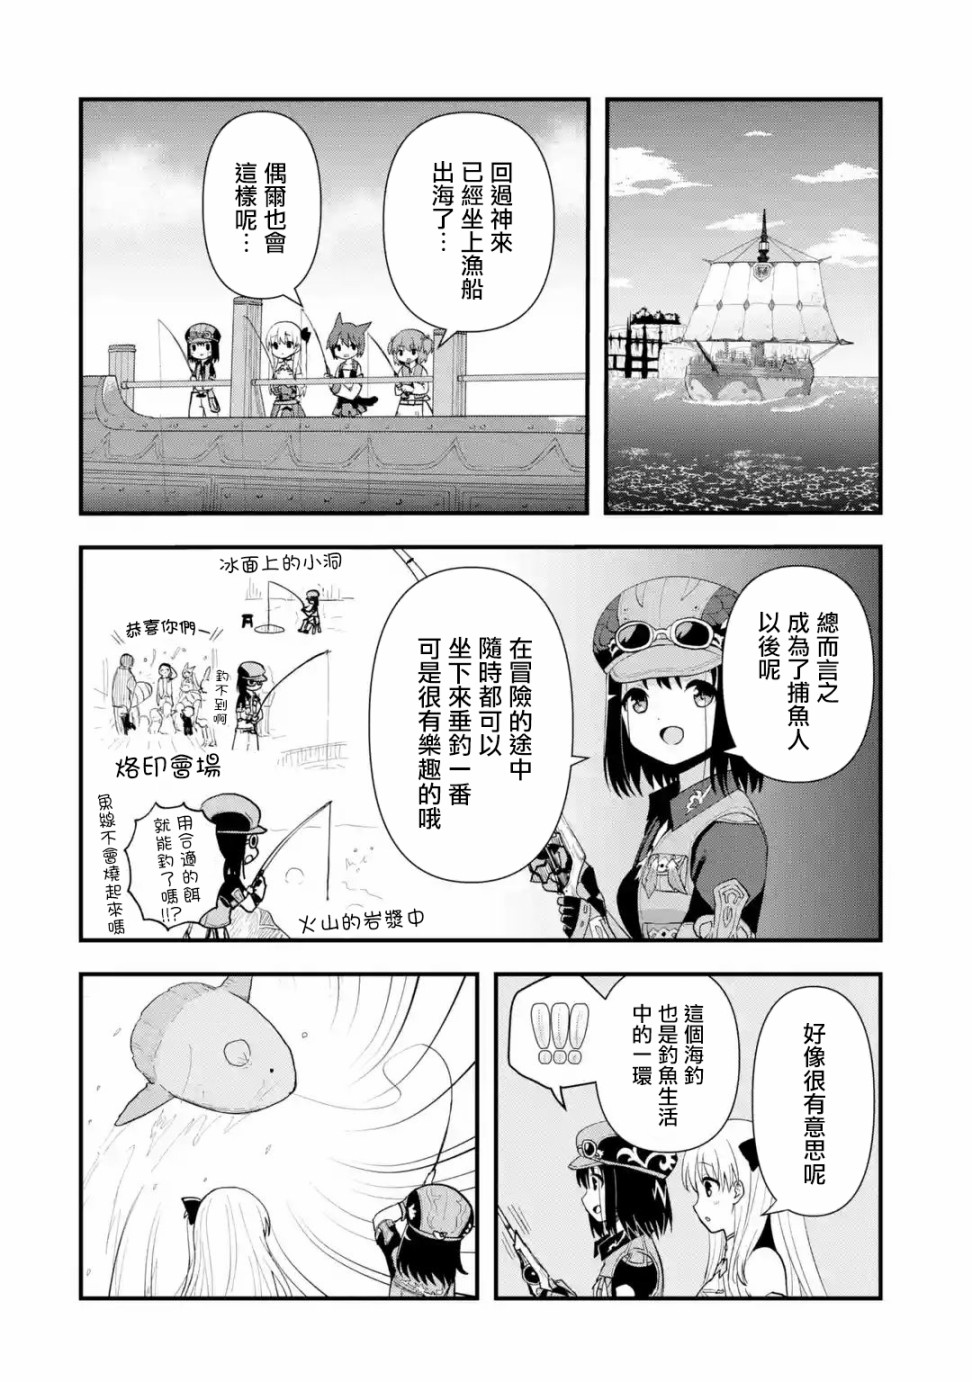 回過神來
已經坐上漁船
出海了…
偶爾也會
這樣呢…
總而言之
成為了捕魚人
以後呢
在冒險的途中
隨時都可以
坐下來垂釣一番
可是很有樂趣的哦
冰面上的小洞
恭喜你們—
釣不到啊
烙印會場
用合適的餌
就能釣了嗎!!?
魚線不會燒起來嗎
火山的岩漿中
好像很有意思呢
這個海釣
也是釣魚生活
中的一環
!!!